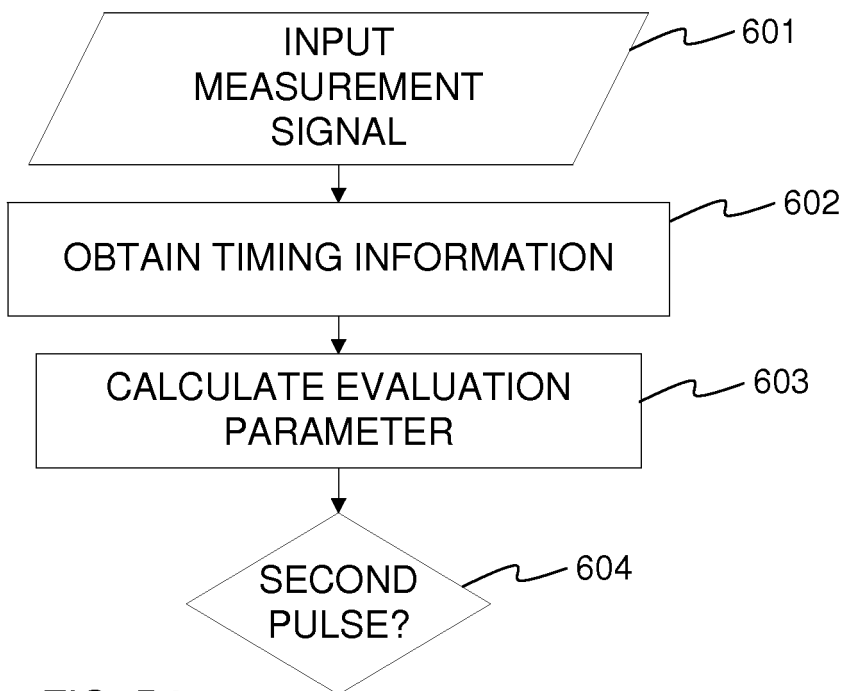 INPUT
MEASUREMENT
SIGNAL
601
OBTAIN TIMING INFORMATION
602
CALCULATE EVALUATION
PARAMETER
603
SECOND
PULSE?
604